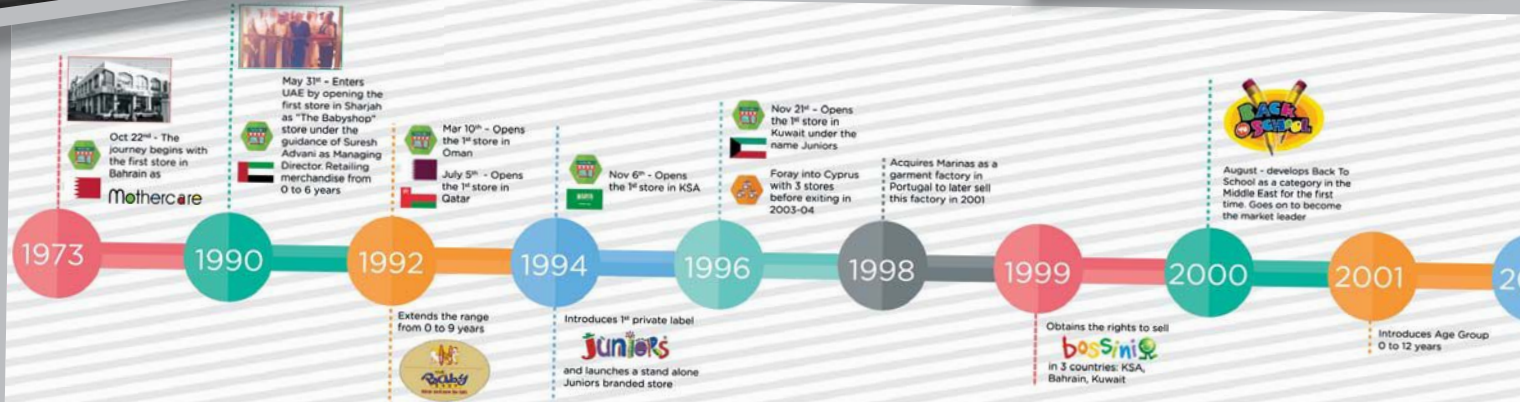 Oct 22nd - The
journey begins with
the first store in
Bahrain as
Mothercare
1973
May 31st - Enters
UAE by opening the
first store in Sharjah
as "The Babyshop"
store under the
guidance of Suresh
Advani as Managing
Director. Retailing
merchandise from
0 to 6 years
1990
Mar 10th - Opens
the 1st store in
Oman
July 5th - Opens
the 1st store in
Qatar
1992
Extends the range
from 0 to 9 years
Nov 6th - Opens
the 1st store in KSA
1994
Introduces 1st private label
juniors
and launches a stand alone
Juniors branded store
Nov 21st - Opens
the 1st store in
Kuwait under the
name Juniors
Foray into Cyprus
with 3 stores
before exiting in
2003-04
1996
Acquires Marinas as a
garment factory in
Portugal to later sell
this factory in 2001
1998
1999
Obtains the rights to sell
bossini
in 3 countries: KSA,
Bahrain, Kuwait
BACK
TO SCHOOL
August - develops Back To
School as a category in the
Middle East for the first
time. Goes on to become
the market leader
2000
2001
Introduces Age Group
0 to 12 years